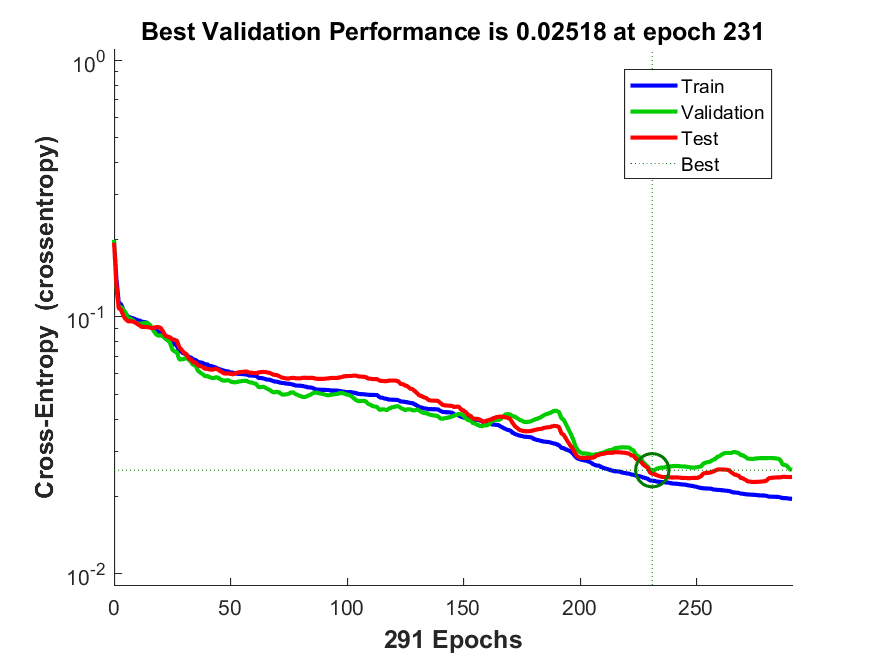 Best Validation Performance is 0.02518 at epoch 231
Cross-Entropy (crossentropy)
10^0
10^-1
10^-2
Train
Validation
Test
Best
0 50 100 150 200 250
291 Epochs